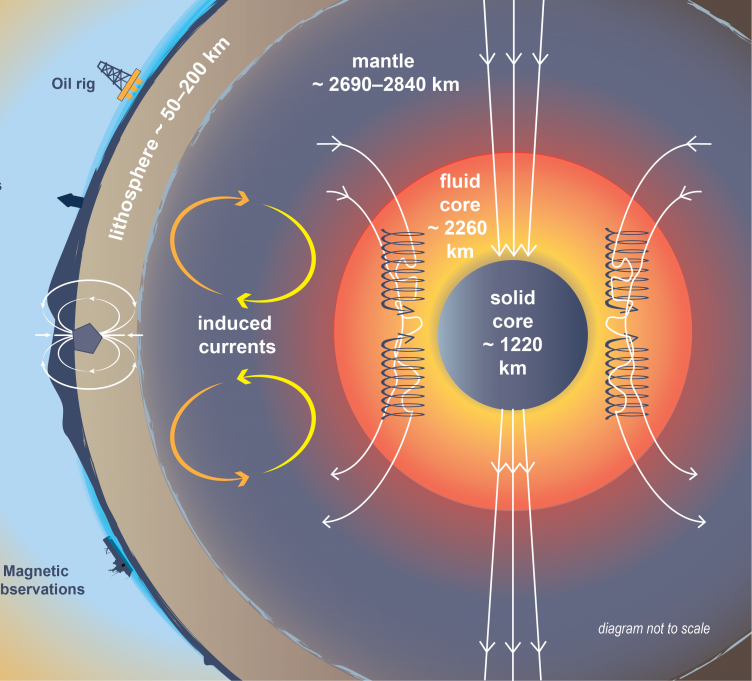 mantle
~ 2690–2840 km
Oil rig
lithosphere ~ 50–200 km
s
fluid
core
~ 2260
km
solid
core
~ 1220
km
induced
currents
Magnetic
bservations
diagram not to scale